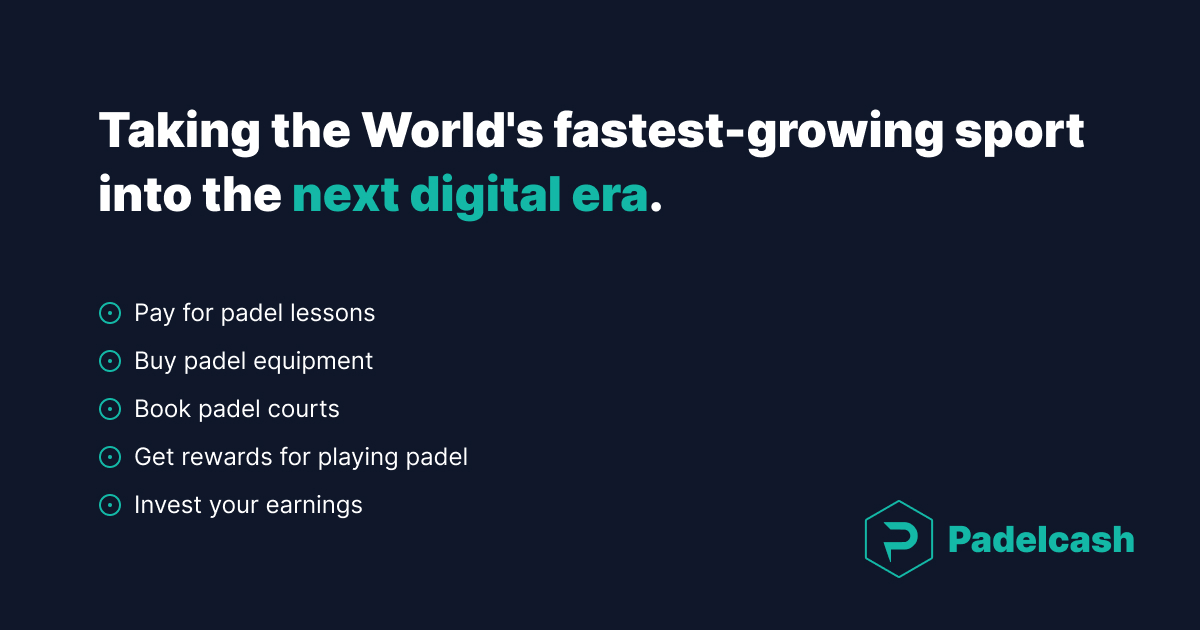 Taking the World's fastest-growing sport
into the next digital era.
Pay for padel lessons
Buy padel equipment
Book padel courts
Get rewards for playing padel
Invest your earnings
Padelcash